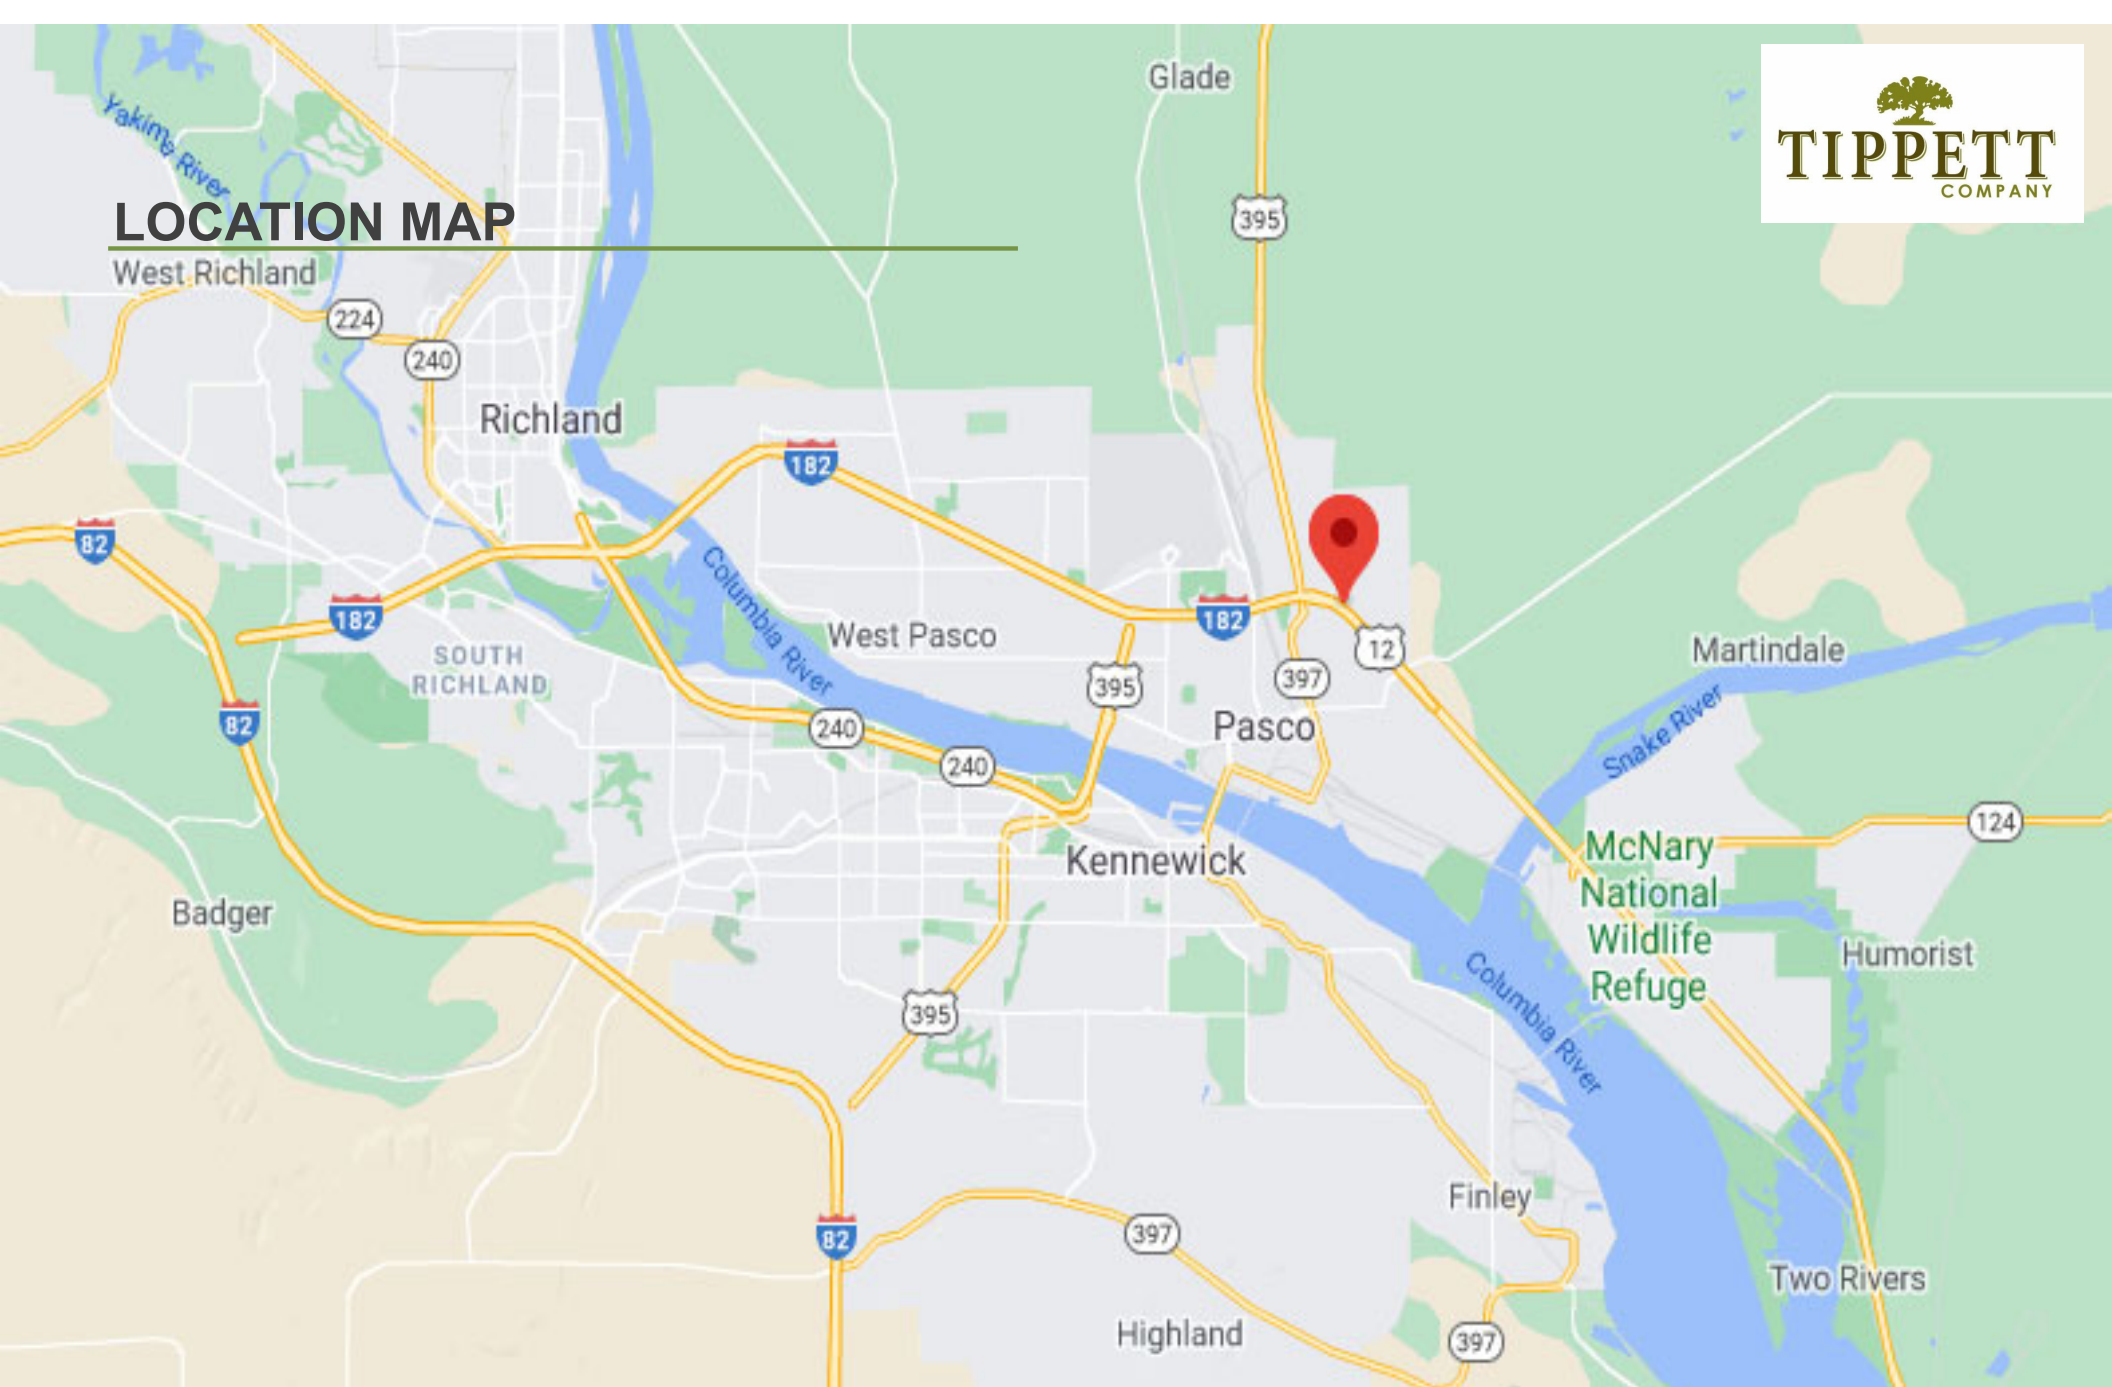 Glade
TIPPETT
COMPANY
Yakima River
LOCATION MAP
395
West Richland
224
240
Richland
182
82
Columbia River
182
182
West Pasco
12
Martindale
SOUTH
RICHLAND
395
397
Snake River
82
240
Pasco
240
124
McNary
National
Wildlife
Refuge
Kennewick
Badger
Humorist
395
Columbia River
Finley
82
397
Two Rivers
Highland
397